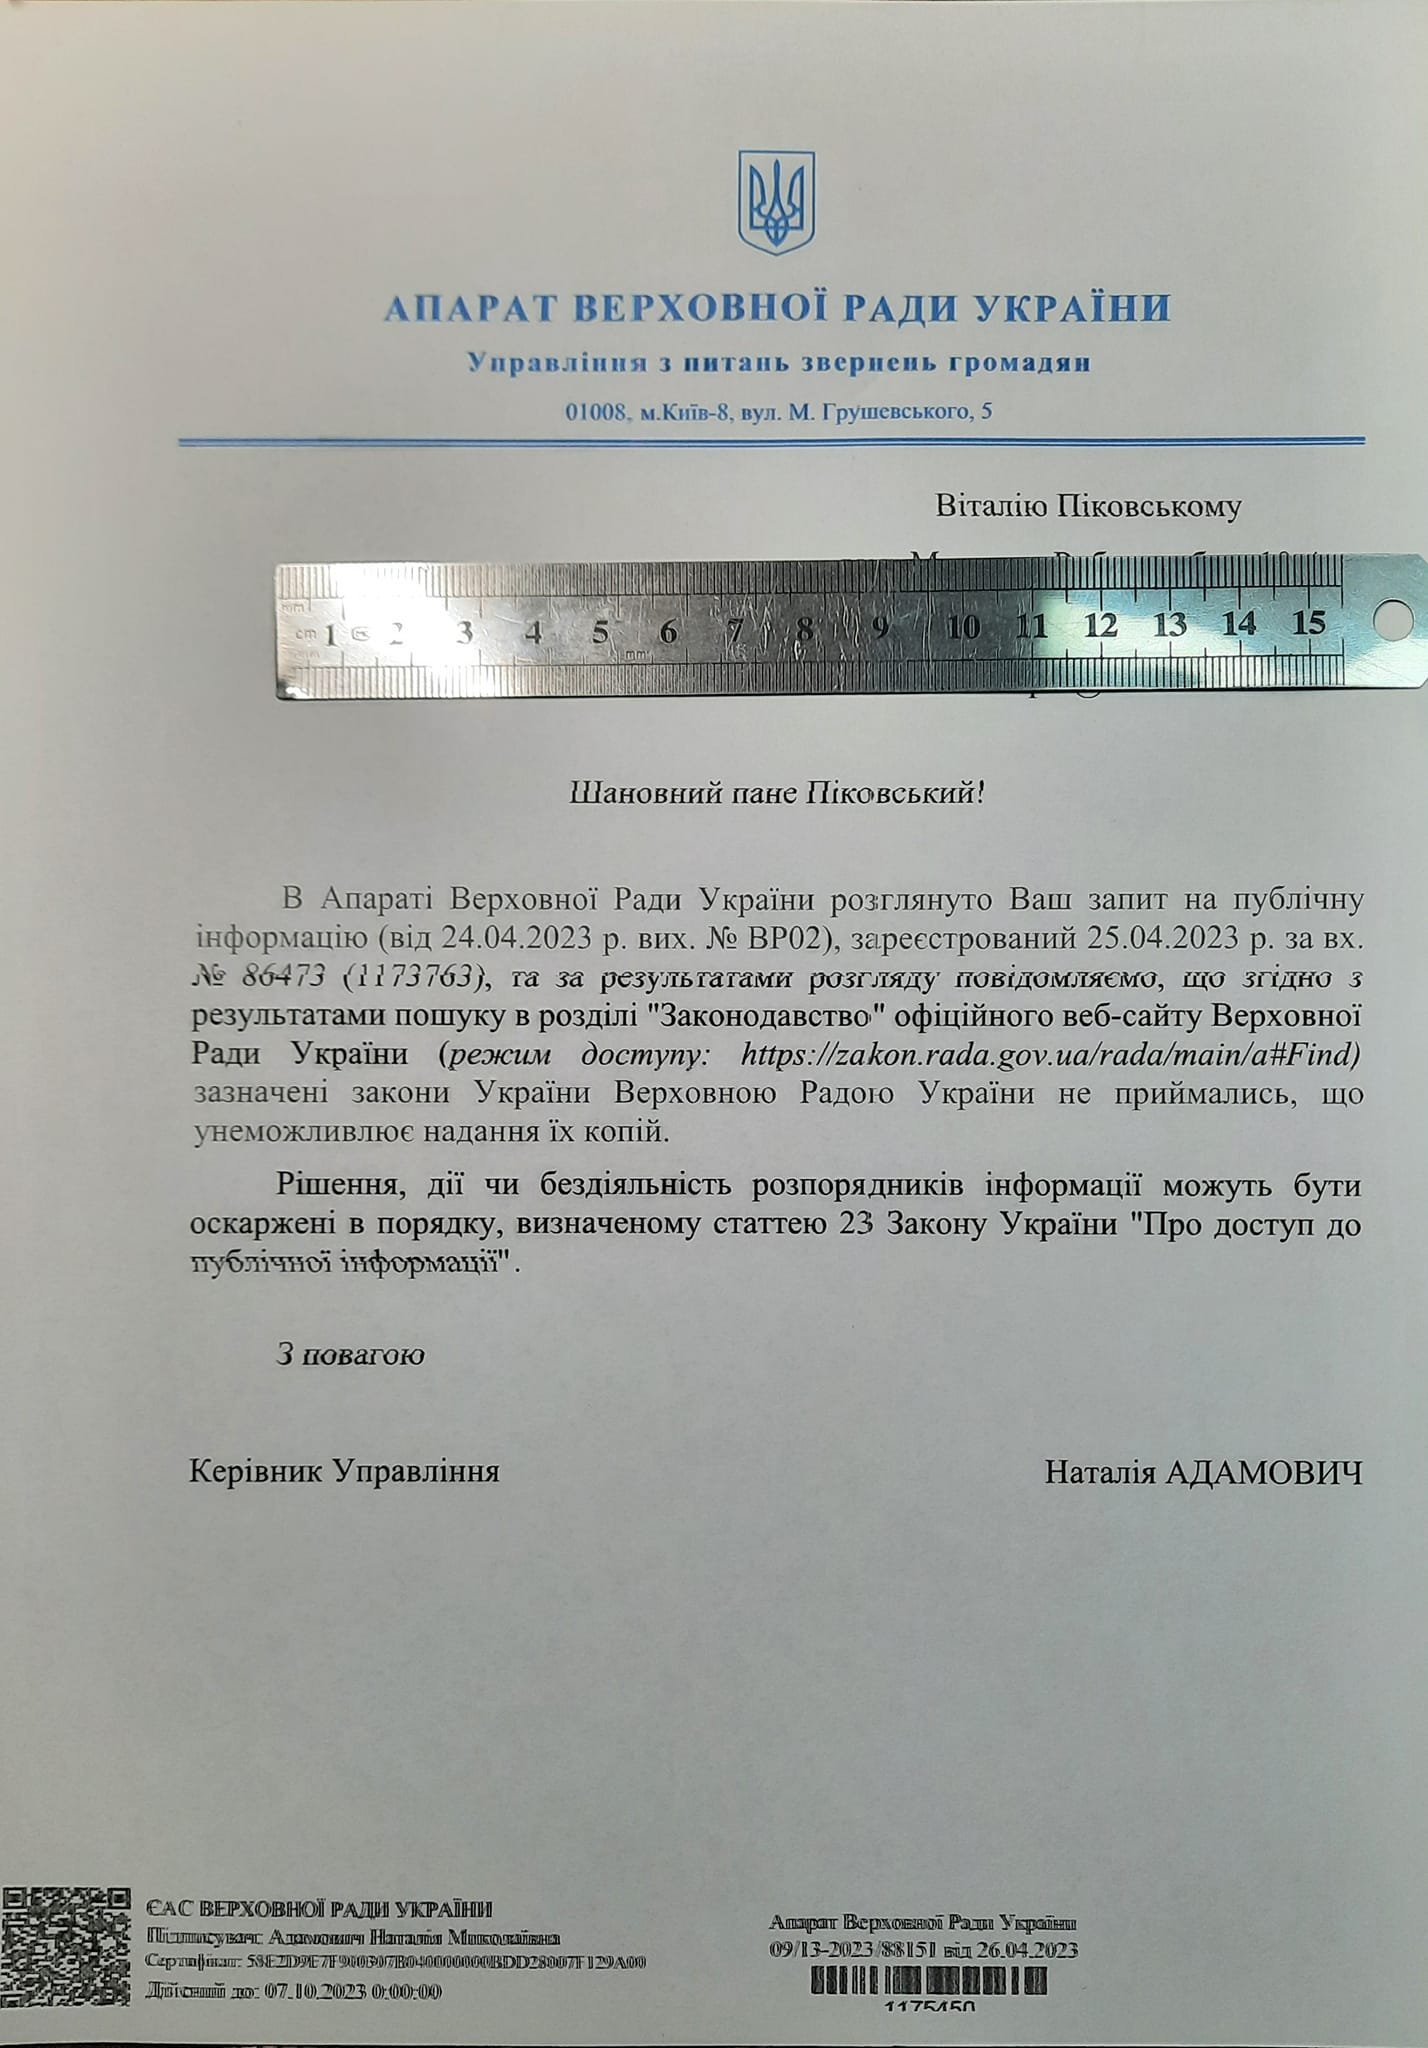 АПАРАТ ВЕРХОВНОЇ РАДИ УКРАЇНИ
Управління з питань звернень громадян
01008, м.Київ-8, вул. М. Грушевського, 5
Віталію Піковському
mm
cm 1 2 3 4 5 6 7 8 9 10 11 12 13 14 15
mm
Шановний пане Піковський!
В Апараті Верховної Ради України розглянуто Ваш запит на публічну
інформацію (від 24.04.2023 р. вих. № ВР02), зареєстрований 25.04.2023 р. за вх.
№ 86473 (1173763), та за результатами розгляду повідомляємо, що згідно з
результатами пошуку в розділі "Законодавство" офіційного веб-сайту Верховної
Ради України (режим доступу: https://zakon.rada.gov.ua/rada/main/a#Find)
зазначені закони України Верховною Радою України не приймались, що
унеможливлює надання їх копій.
Рішення, дії чи бездіяльність розпорядників інформації можуть бути
оскаржені в порядку, визначеному статтею 23 Закону України "Про доступ до
публічної інформації".
З повагою
Керівник Управління Наталія АДАМОВИЧ
ЄАС ВЕРХОВНОЇ РАДИ УКРАЇНИ
Підписувач: Адамович Наталія Миколаївна
Сертифікат: 58E2D9E7F900307B040000000BDD28007F129A00
Дійсний до: 07.10.2023 0:00:00
Апарат Верховної Ради України
09/13-2023/88151 від 26.04.2023
1175450